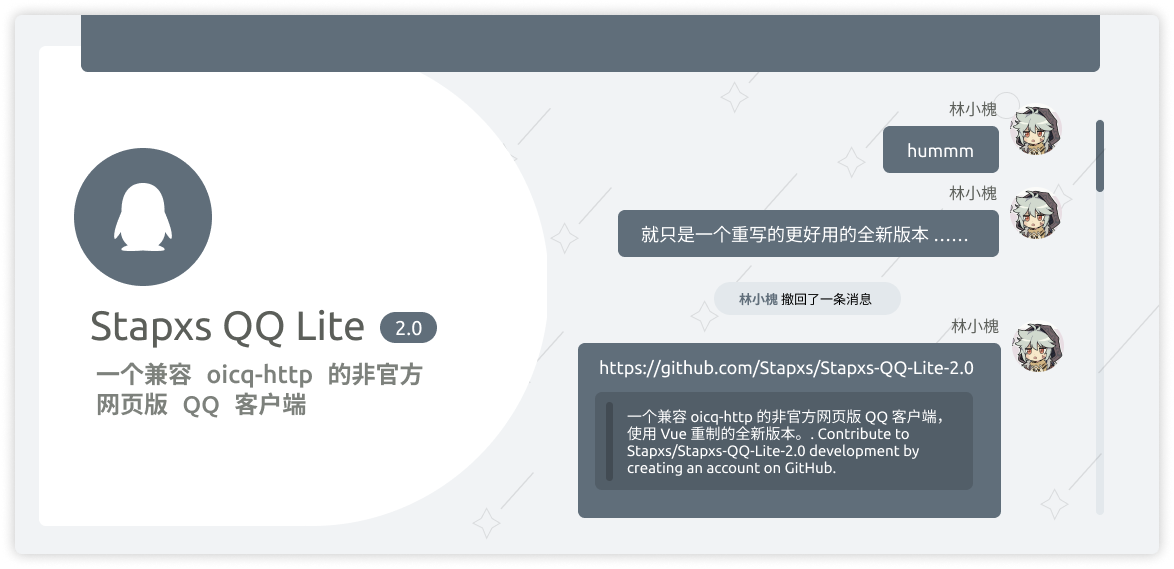 Stapxs QQ Lite 2.0
一个兼容 oicq-http 的非官方
网页版 QQ 客户端
林小槐
hummm
林小槐
就只是一个重写的更好用的全新版本 ……
林小槐 撤回了一条消息
林小槐
https://github.com/Stapxs/Stapxs-QQ-Lite-2.0
一个兼容 oicq-http 的非官方网页版 QQ 客户端，
使用 Vue 重制的全新版本。. Contribute to
Stapxs/Stapxs-QQ-Lite-2.0 development by
creating an account on GitHub.